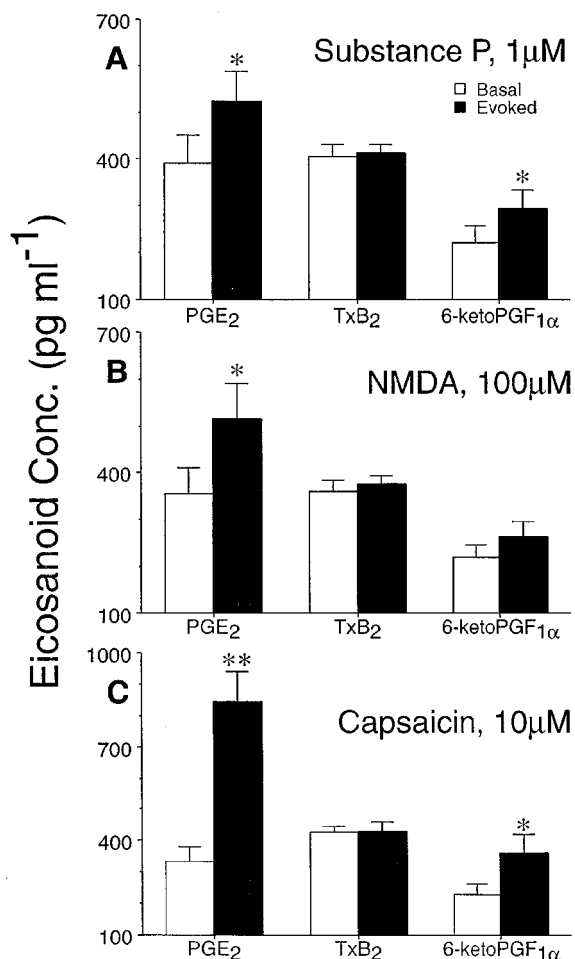 Eicosanoid Conc. (pg ml⁻¹)
A
Substance P, 1µM
Basal
Evoked
700
400
100
*
*
PGE₂ TxB₂ 6-ketoPGF₁α
B
NMDA, 100µM
700
400
100
*
PGE₂ TxB₂ 6-ketoPGF₁α
C
Capsaicin, 10µM
1000
700
400
100
**
*
PGE₂ TxB₂ 6-ketoPGF₁α